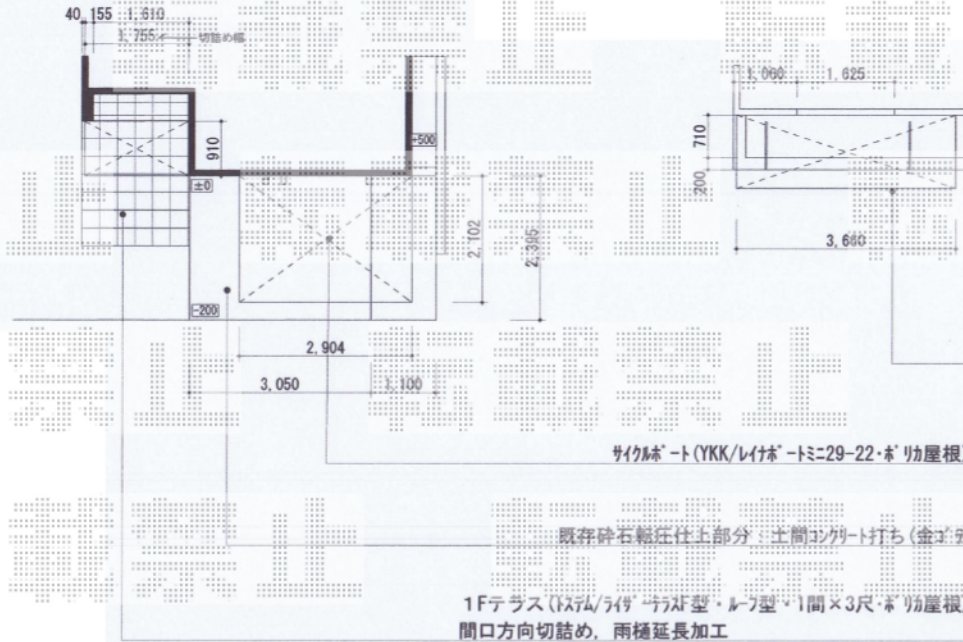 40 155 1,610
1,755 切詰め幅
1,060 1,625
910
+500
710
±0
200
2,102
2,395
3,660
-200
2,904
3,050 1,100
サイクルポート(YKK/レイナポートミニ29-22・ポリカ屋根)
既存砕石転圧仕上部分：土間コンクリート打ち(金ゴテ
1Fテラス(トステム/ライザーテラスF型・ルーフ型・1間×3尺・ポリカ屋根)
間口方向切詰め, 雨樋延長加工
転載禁止